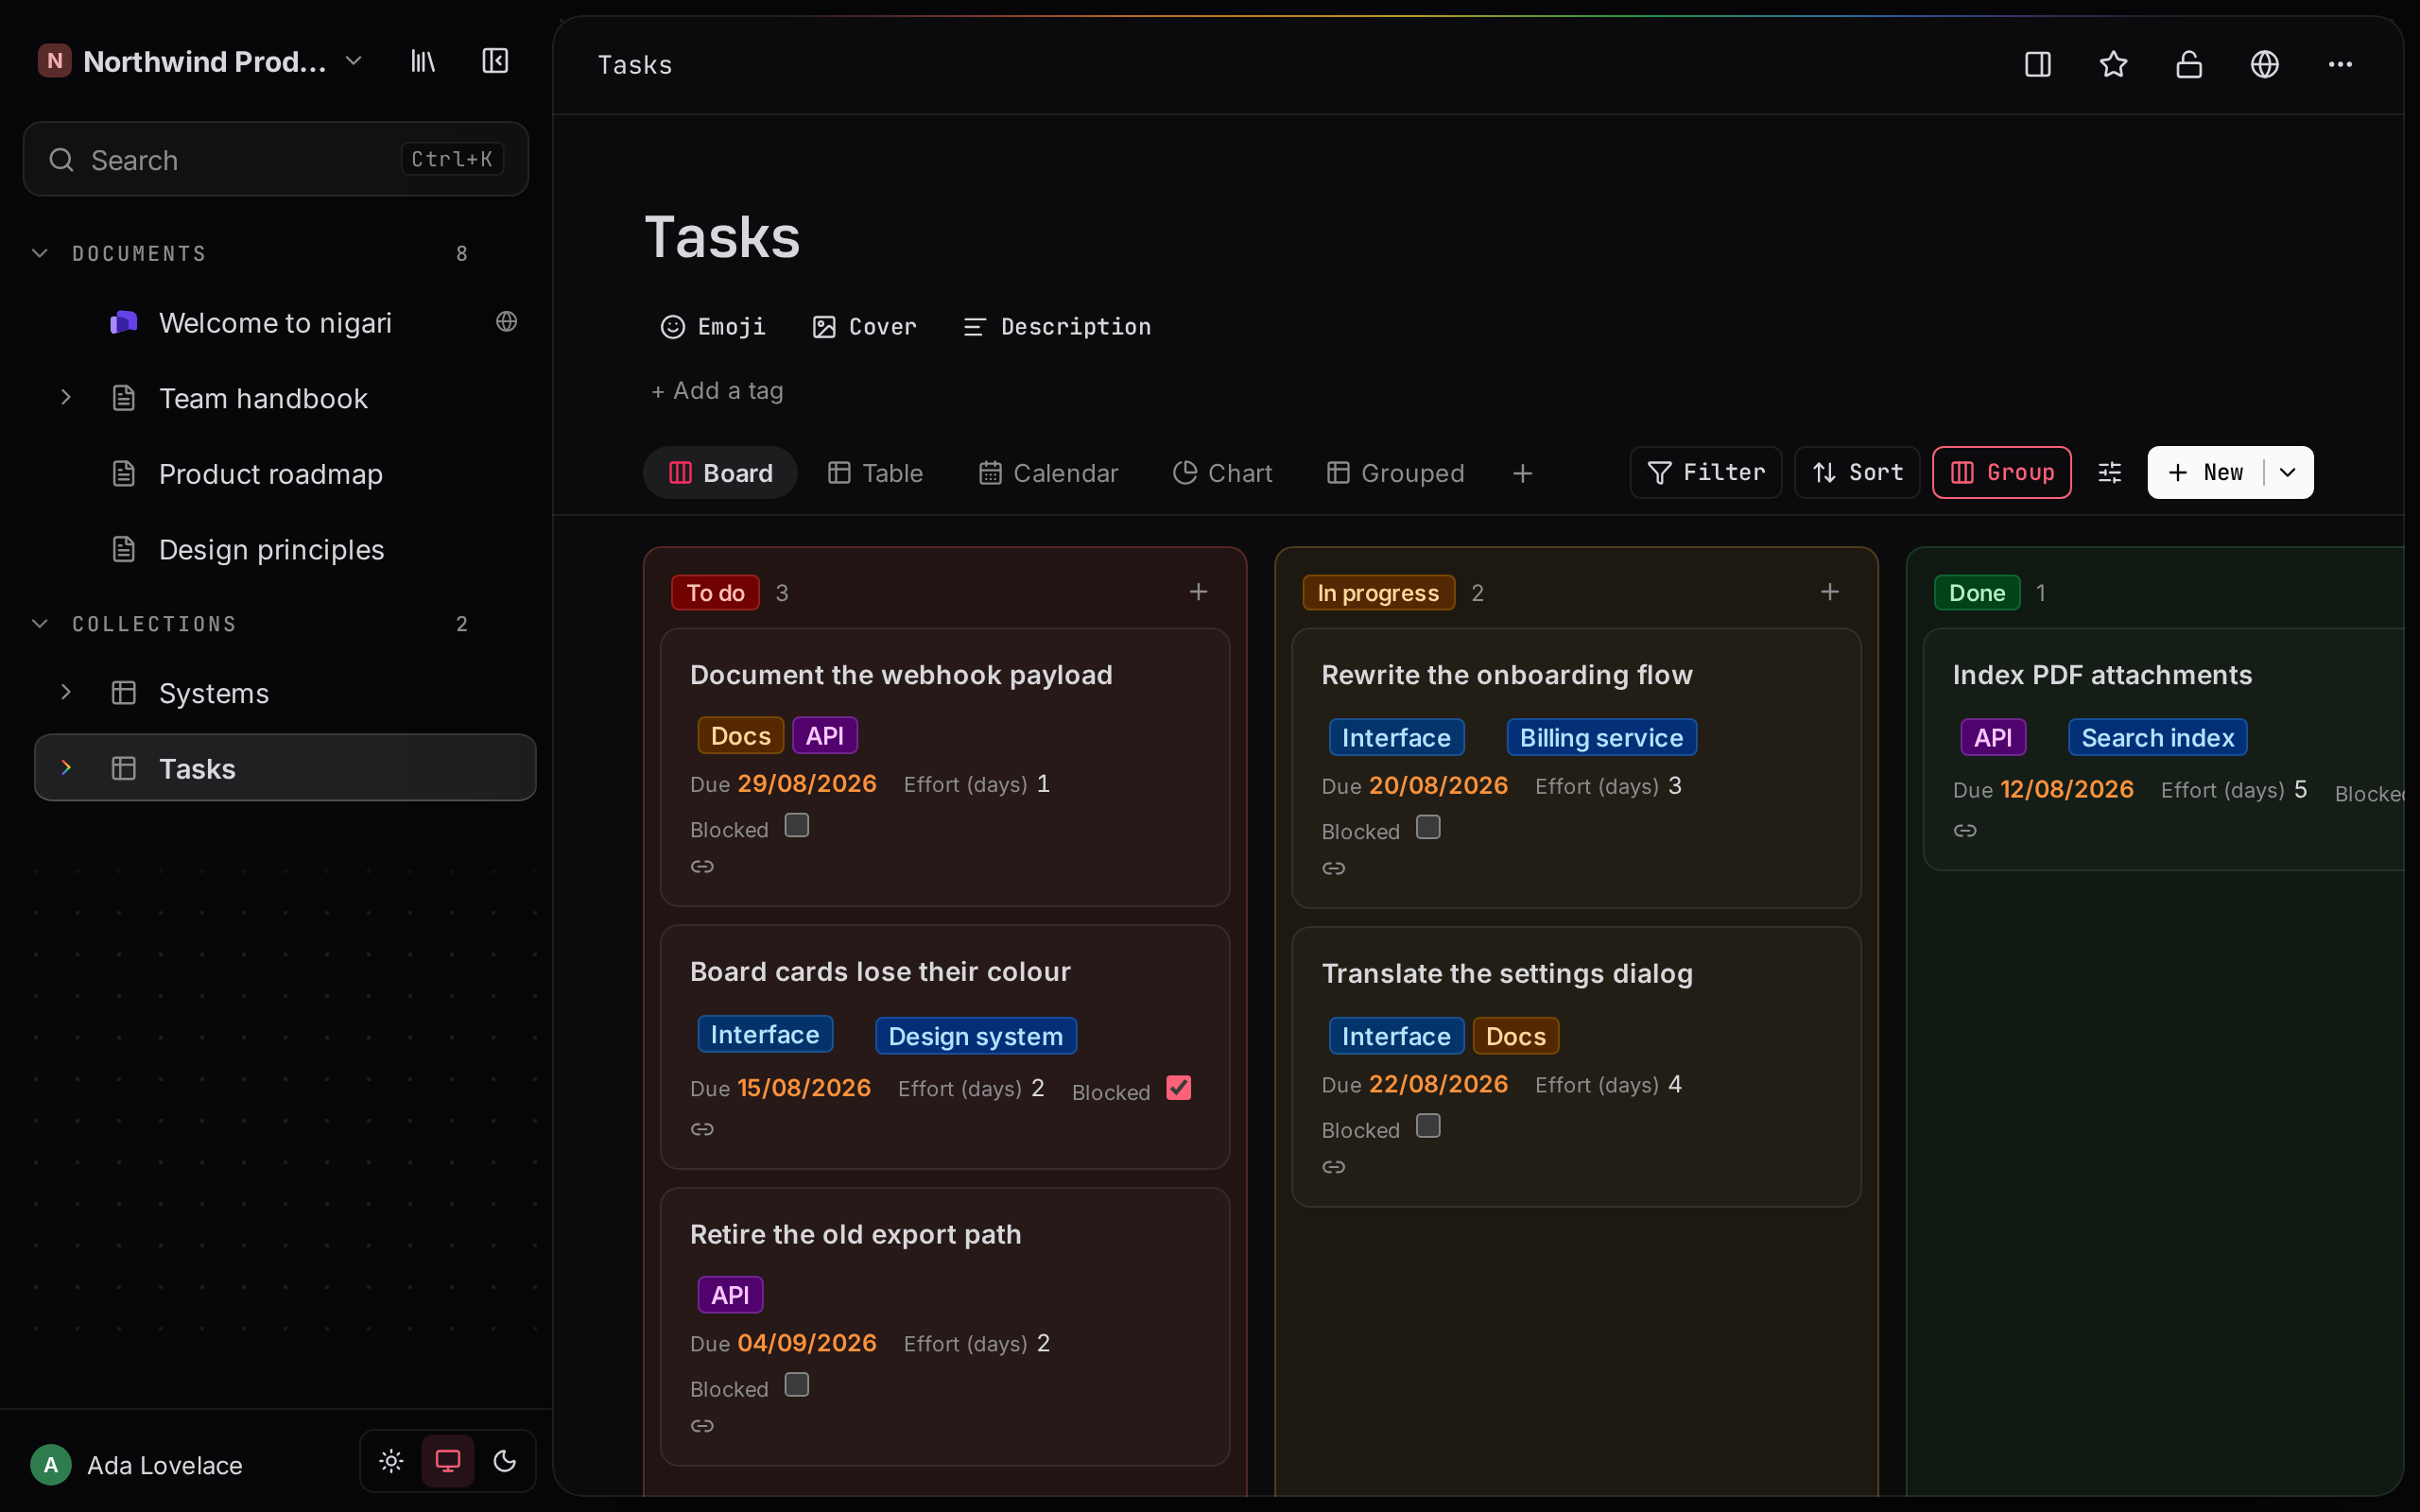 N Northwind Prod...
Search Ctrl+K
DOCUMENTS 8
Welcome to nigari
Team handbook
Product roadmap
Design principles
COLLECTIONS 2
Systems
Tasks
A Ada Lovelace
Tasks
Tasks
Emoji Cover Description
+ Add a tag
Board Table Calendar Chart Grouped Filter Sort Group New
To do 3
Document the webhook payload
Docs API
Due 29/08/2026 Effort (days) 1
Blocked
Board cards lose their colour
Interface Design system
Due 15/08/2026 Effort (days) 2 Blocked
Retire the old export path
API
Due 04/09/2026 Effort (days) 2
Blocked
In progress 2
Rewrite the onboarding flow
Interface Billing service
Due 20/08/2026 Effort (days) 3
Blocked
Translate the settings dialog
Interface Docs
Due 22/08/2026 Effort (days) 4
Blocked
Done 1
Index PDF attachments
API Search index
Due 12/08/2026 Effort (days) 5 Blocked